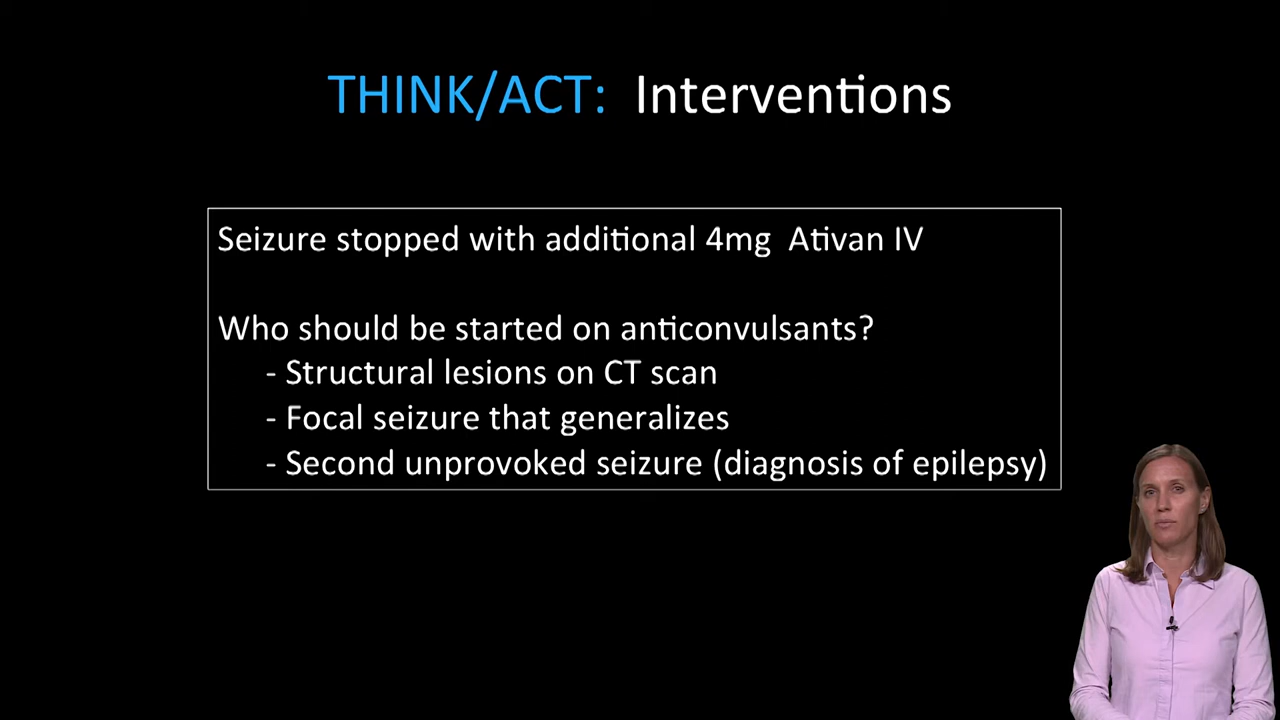 THINK/ACT: Interventions
Seizure stopped with additional 4mg Ativan IV
Who should be started on anticonvulsants?
- Structural lesions on CT scan
- Focal seizure that generalizes
- Second unprovoked seizure (diagnosis of epilepsy)